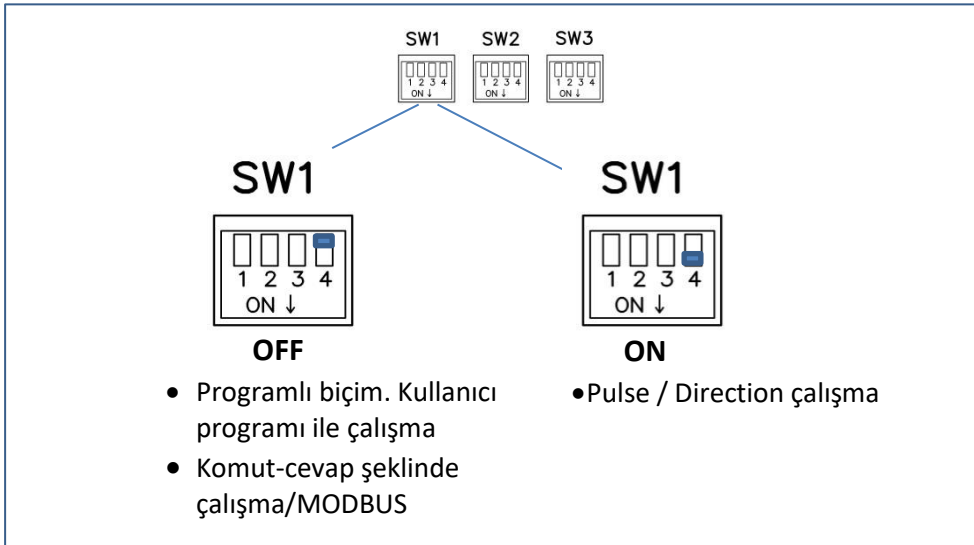 SW1 SW2 SW3
1 2 3 4 1 2 3 4 1 2 3 4
ON ↓ ON ↓ ON ↓
SW1 SW1
1 2 3 4 1 2 3 4
ON ↓ ON ↓
OFF ON
• Programlı biçim. Kullanıcı
programı ile çalışma
• Komut-cevap şeklinde
çalışma/MODBUS
•Pulse / Direction çalışma